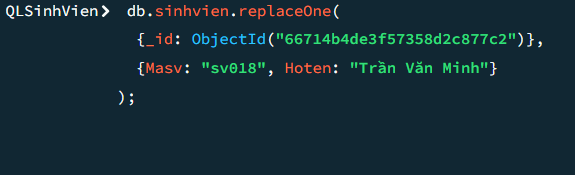 QLSinhVien> db.sinhvien.replaceOne(
{_id: ObjectId("66714b4de3f57358d2c877c2")},
{Masv: "sv018", Hoten: "Trần Văn Minh"}
);